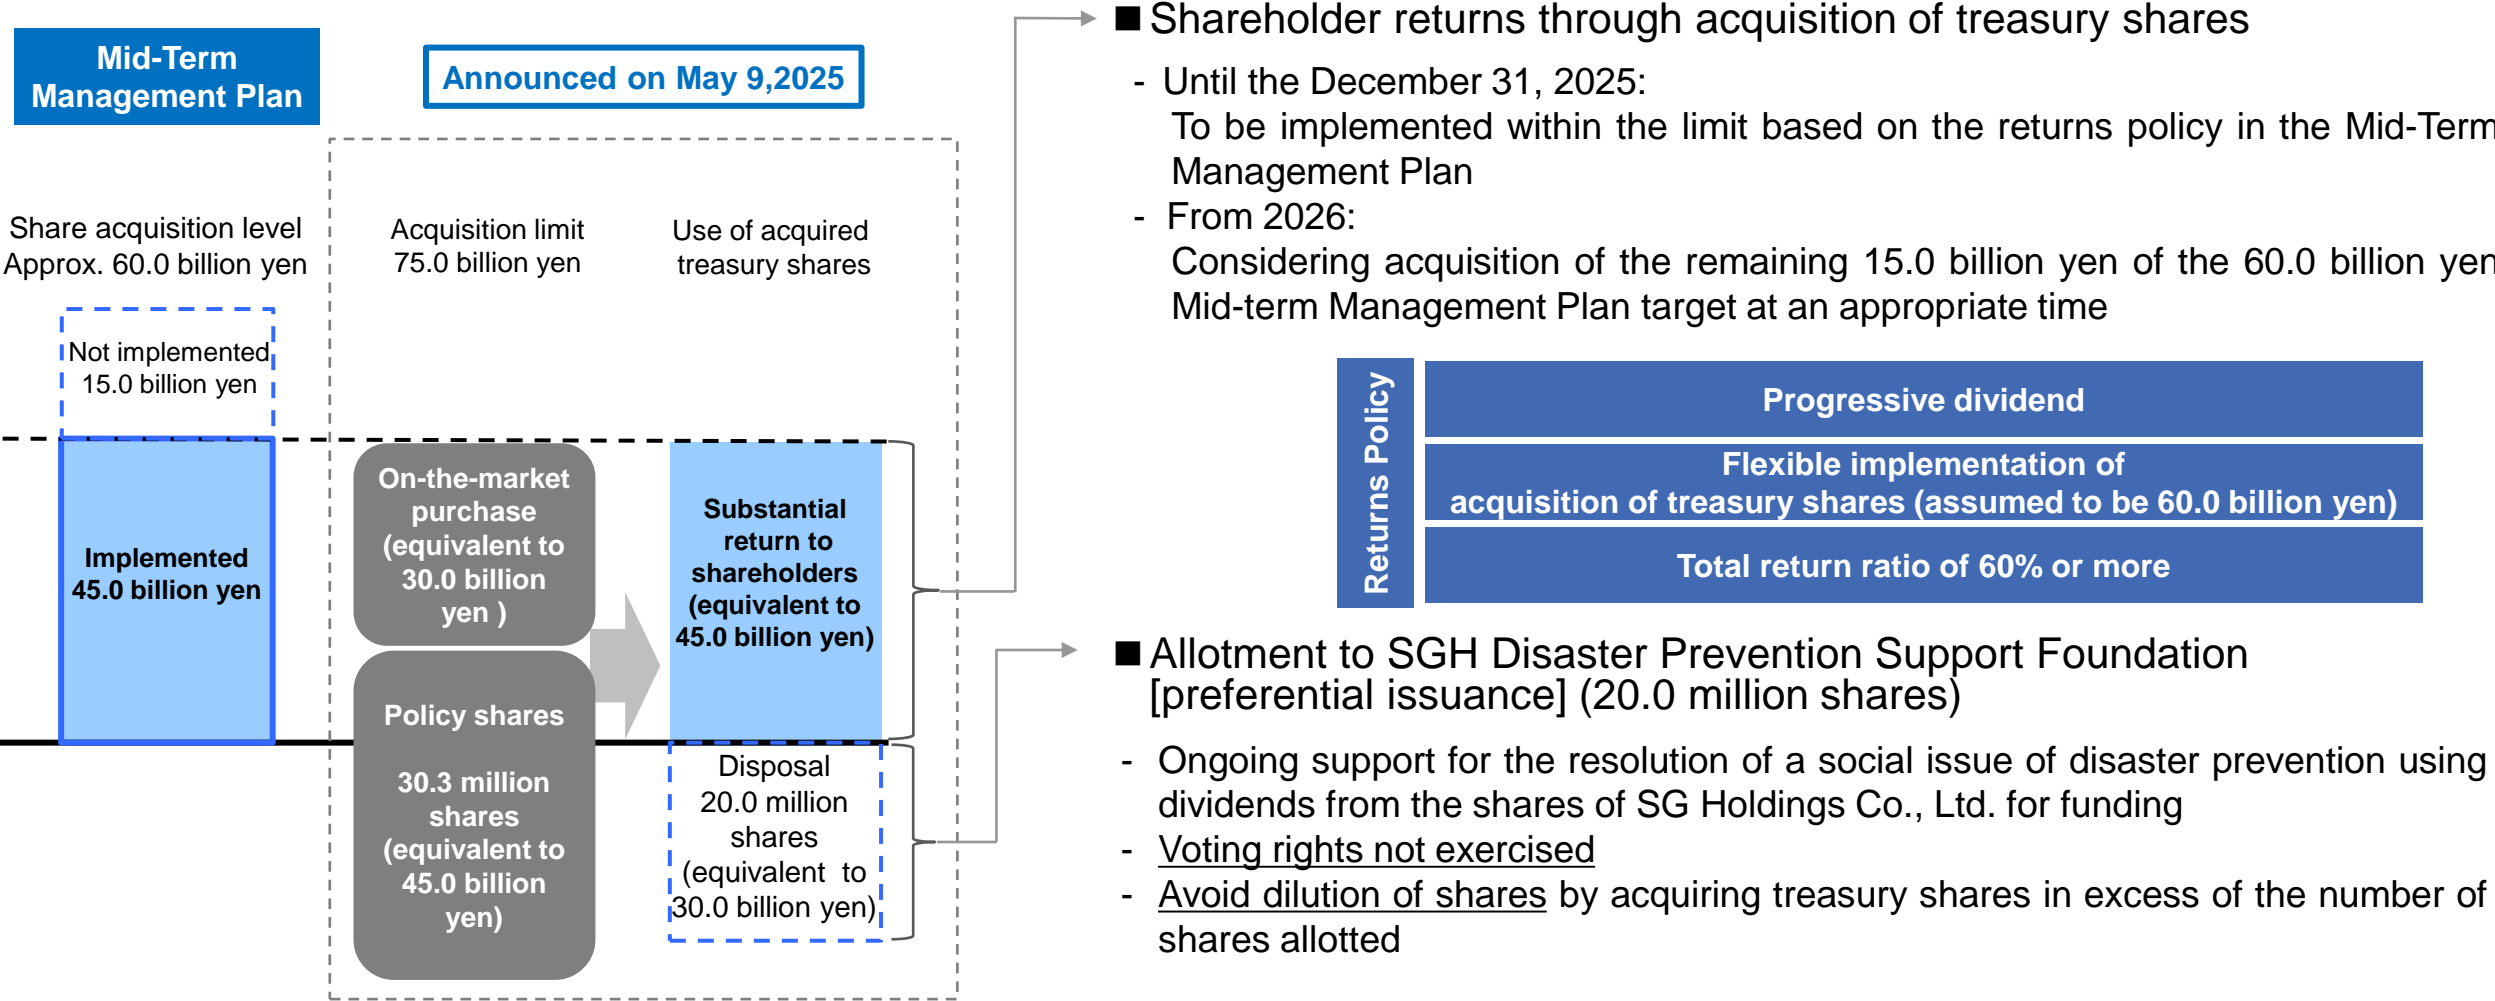 Mid-Term
Management Plan
Announced on May 9,2025
Share acquisition level
Approx. 60.0 billion yen
Acquisition limit
75.0 billion yen
Use of acquired
treasury shares
Not implemented
15.0 billion yen
Implemented
45.0 billion yen
On-the-market
purchase
(equivalent to
30.0 billion
yen )
Policy shares
30.3 million
shares
(equivalent to
45.0 billion
yen)
Substantial
return to
shareholders
(equivalent to
45.0 billion yen)
Disposal
20.0 million
shares
(equivalent to
30.0 billion yen)
■ Shareholder returns through acquisition of treasury shares
- Until the December 31, 2025:
To be implemented within the limit based on the returns policy in the Mid-Term
Management Plan
- From 2026:
Considering acquisition of the remaining 15.0 billion yen of the 60.0 billion yen
Mid-term Management Plan target at an appropriate time
Returns Policy
Progressive dividend
Flexible implementation of
acquisition of treasury shares (assumed to be 60.0 billion yen)
Total return ratio of 60% or more
■ Allotment to SGH Disaster Prevention Support Foundation
[preferential issuance] (20.0 million shares)
- Ongoing support for the resolution of a social issue of disaster prevention using
dividends from the shares of SG Holdings Co., Ltd. for funding
- Voting rights not exercised
- Avoid dilution of shares by acquiring treasury shares in excess of the number of
shares allotted